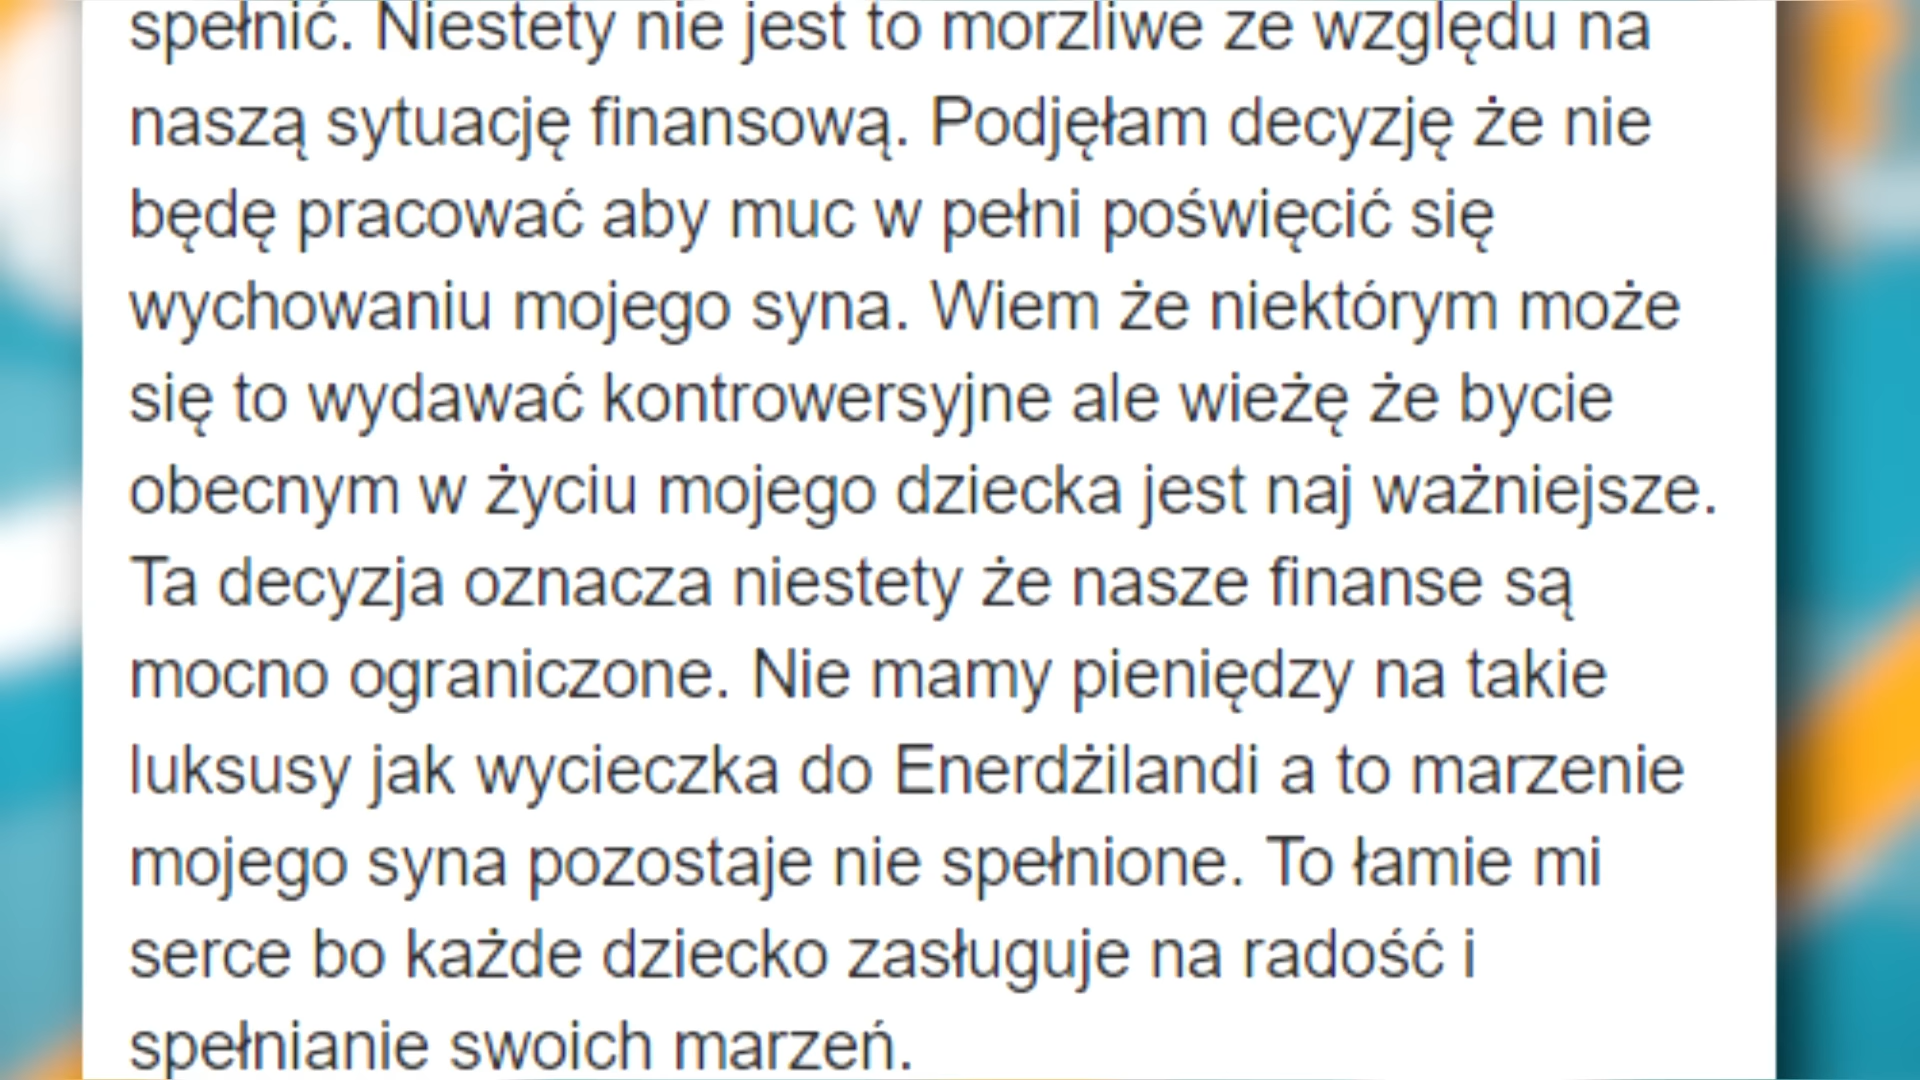 spełnić. Niestety nie jest to morzliwe ze względu na
naszą sytuację finansową. Podjęłam decyzję że nie
będę pracować aby muc w pełni poświęcić się
wychowaniu mojego syna. Wiem że niektórym może
się to wydawać kontrowersyjne ale wieżę że bycie
obecnym w życiu mojego dziecka jest naj ważniejsze.
Ta decyzja oznacza niestety że nasze finanse są
mocno ograniczone. Nie mamy pieniędzy na takie
luksusy jak wycieczka do Enerdżilandi a to marzenie
mojego syna pozostaje nie spełnione. To łamie mi
serce bo każde dziecko zasługuje na radość i
spełnianie swoich marzeń.